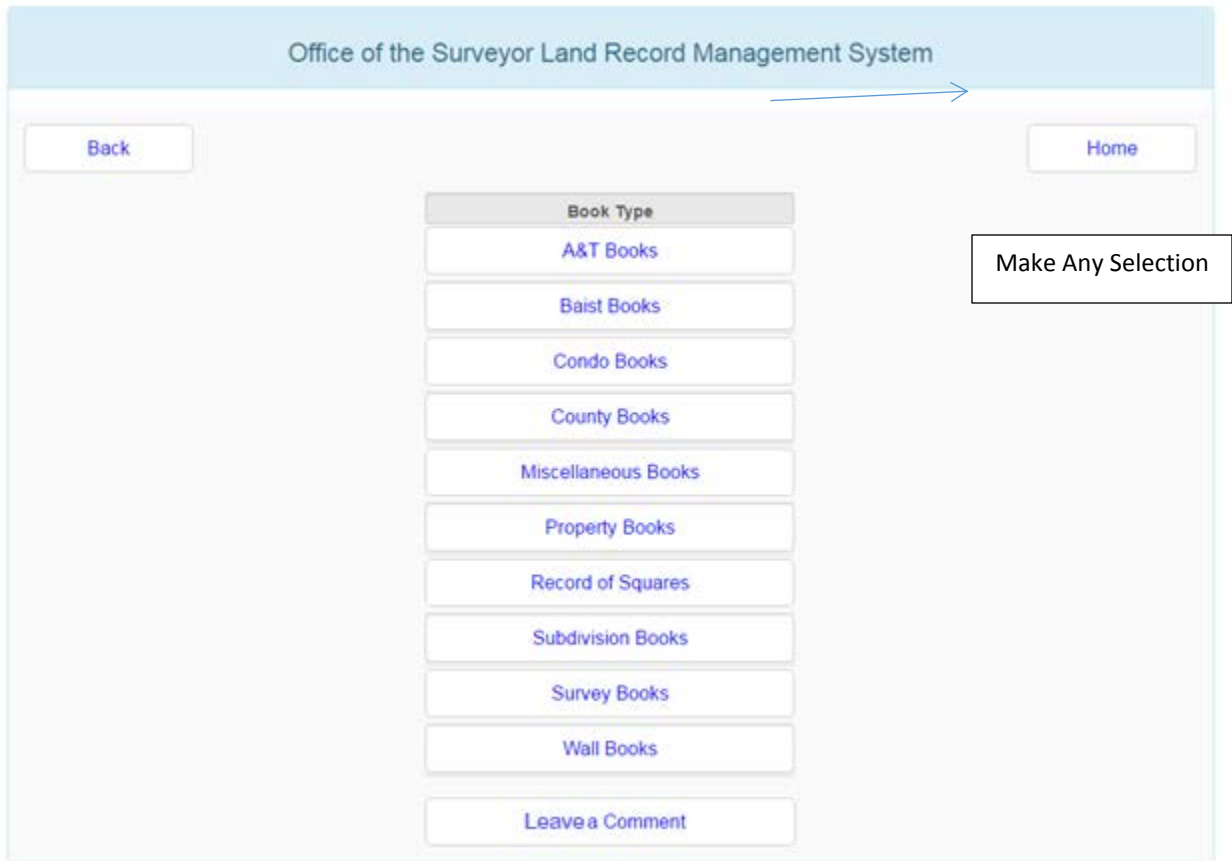 Office of the Surveyor Land Record Management System
Back
Home
Book Type
A&T Books
Make Any Selection
Baist Books
Condo Books
County Books
Miscellaneous Books
Property Books
Record of Squares
Subdivision Books
Survey Books
Wall Books
Leave a Comment